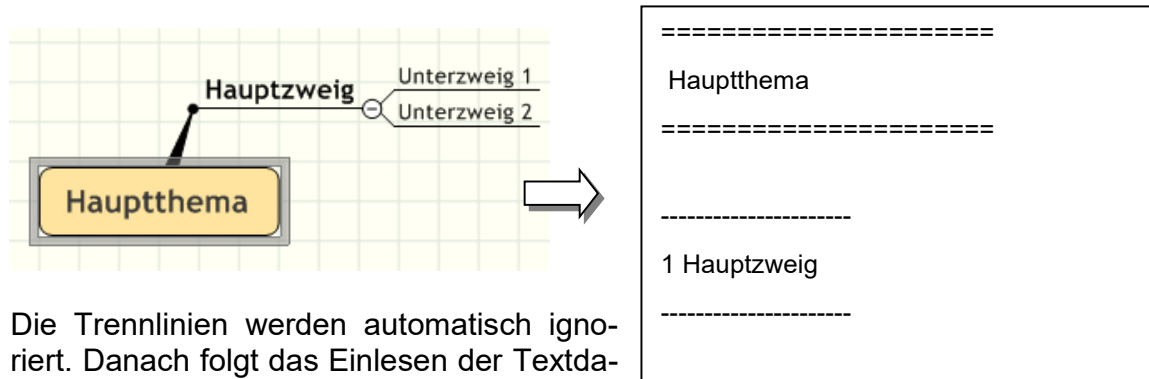 Hauptzweig
Unterzweig 1
Unterzweig 2
Hauptthema
Die Trennlinien werden automatisch igno-
riert. Danach folgt das Einlesen der Textda-
======================
Hauptthema
======================
----------------------
1 Hauptzweig
----------------------